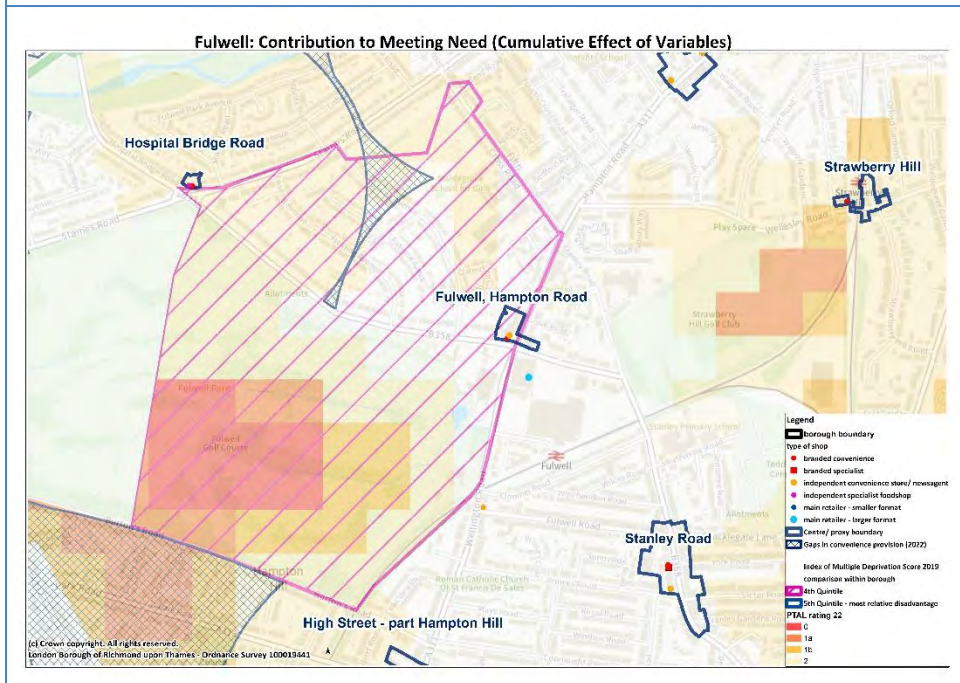 Fulwell: Contribution to Meeting Need (Cumulative Effect of Variables)
Hospital Bridge Road
Strawberry Hill
Staines Road
Wellesley Road
Play Space
Allotments
Fulwell, Hampton Road
Strawberry
Hill Golf Club
Fulwell Park
Fulwell
Golf Course
Stanley Primary School
Fulwell
Fulwell Road
Allotments
Stanley Road
Hampton
Hill
Roman Catholic Church
Of St Francis De Sales
High Street - part Hampton Hill
(c) Crown copyright. All rights reserved.
London Borough of Richmond upon Thames - Ordnance Survey 100019441
Legend
borough boundary
type of shop
branded convenience
branded specialist
independent convenience store/ newsagent
independent specialist foodshop
main retailer - smaller format
main retailer - larger format
Centre/ proxy boundary
Gaps in convenience provision (2022)
Index of Multiple Deprivation Score 2019
comparison within borough
4th Quintile
5th Quintile - most relative disadvantage
PTAL rating 22
0
1a
1b
2